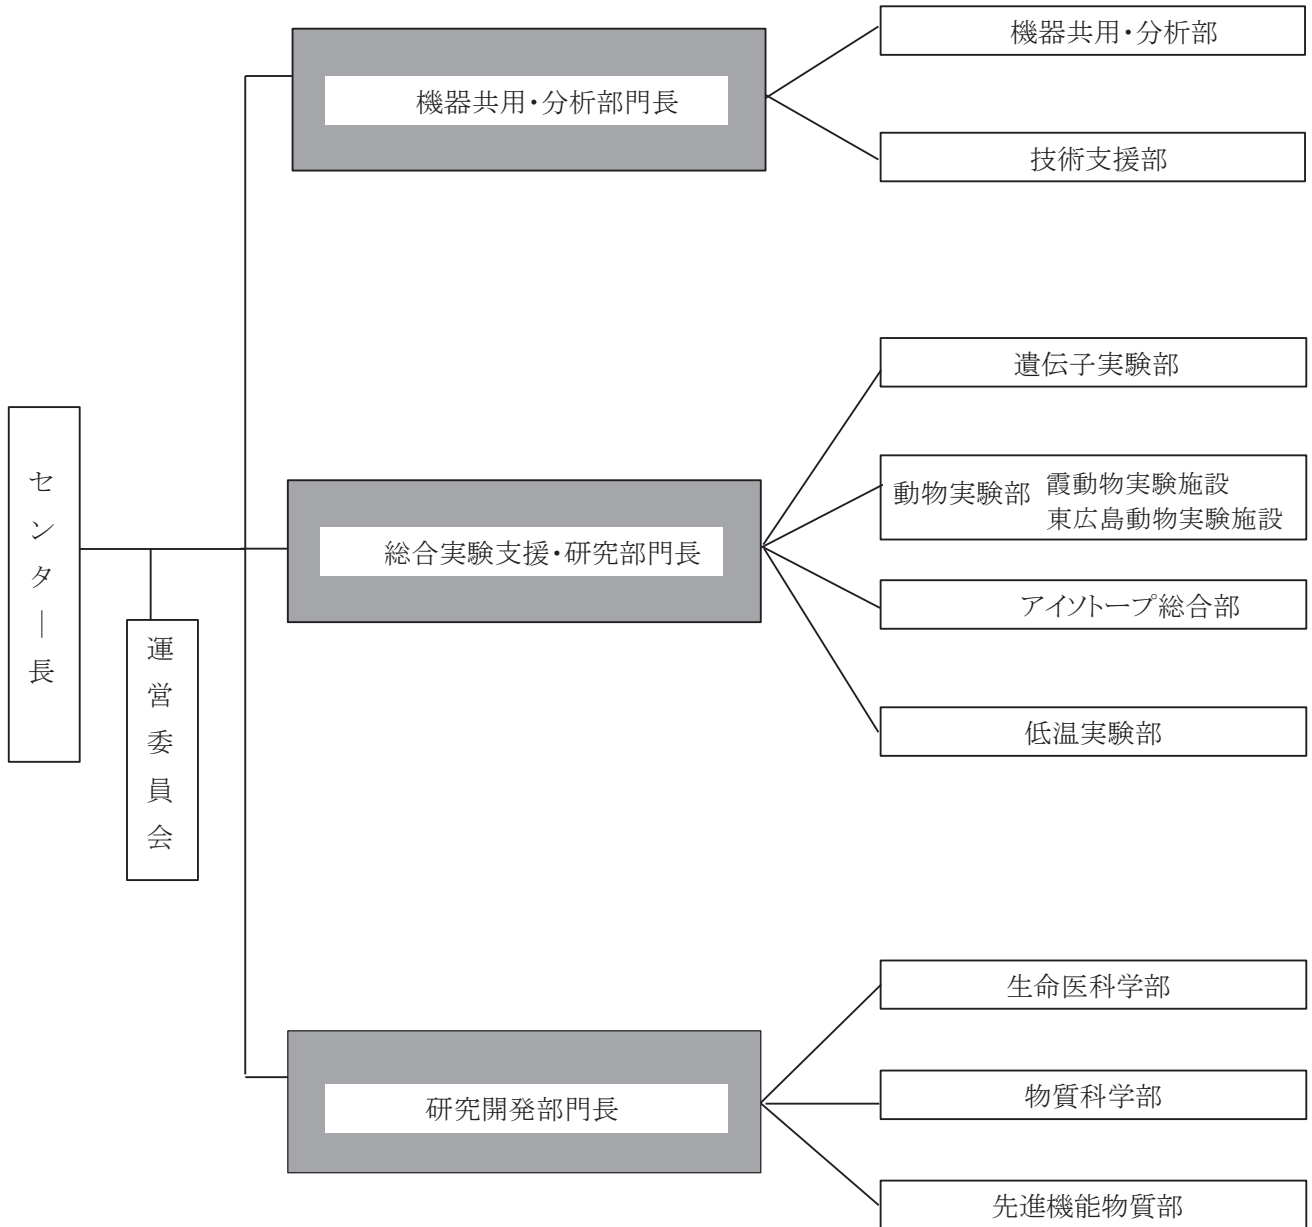 センター長
運営委員会
機器共用・分析部門長
機器共用・分析部
技術支援部
総合実験支援・研究部門長
遺伝子実験部
動物実験部 霞動物実験施設
東広島動物実験施設
アイソトープ総合部
低温実験部
研究開発部門長
生命医科学部
物質科学部
先進機能物質部